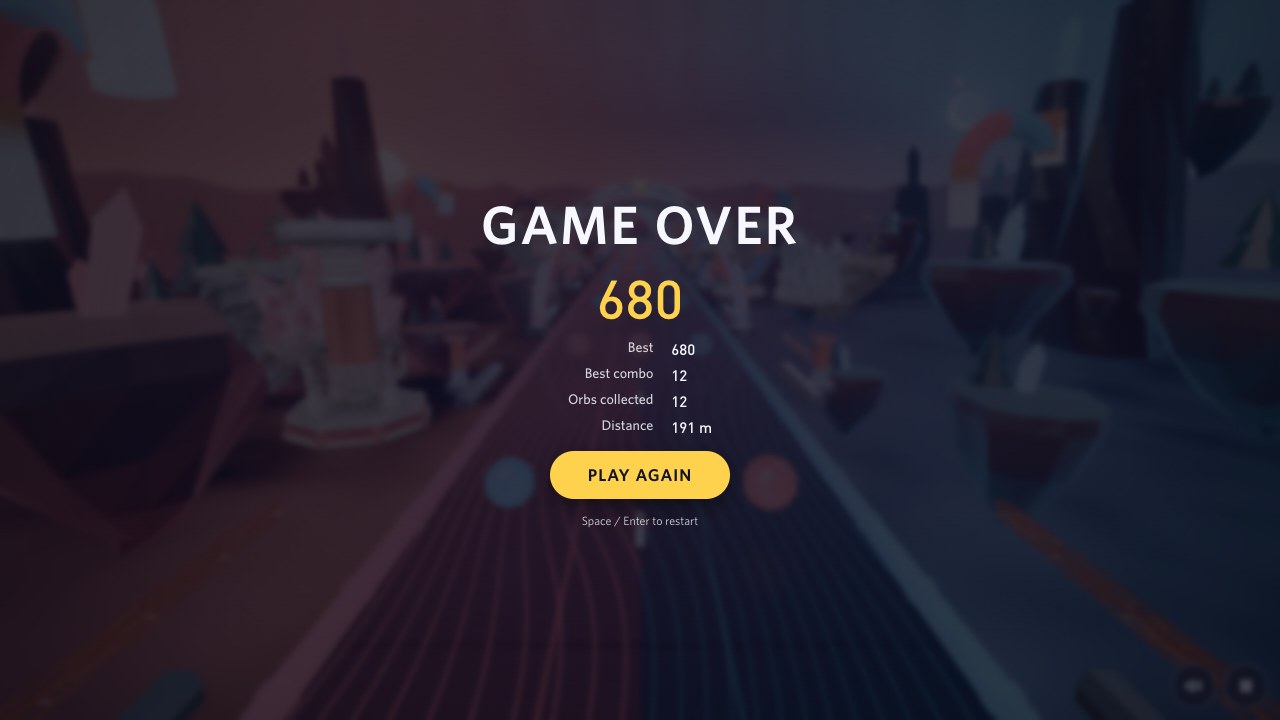 GAME OVER
680
Best 680
Best combo 12
Orbs collected 12
Distance 191 m
PLAY AGAIN
Space / Enter to restart